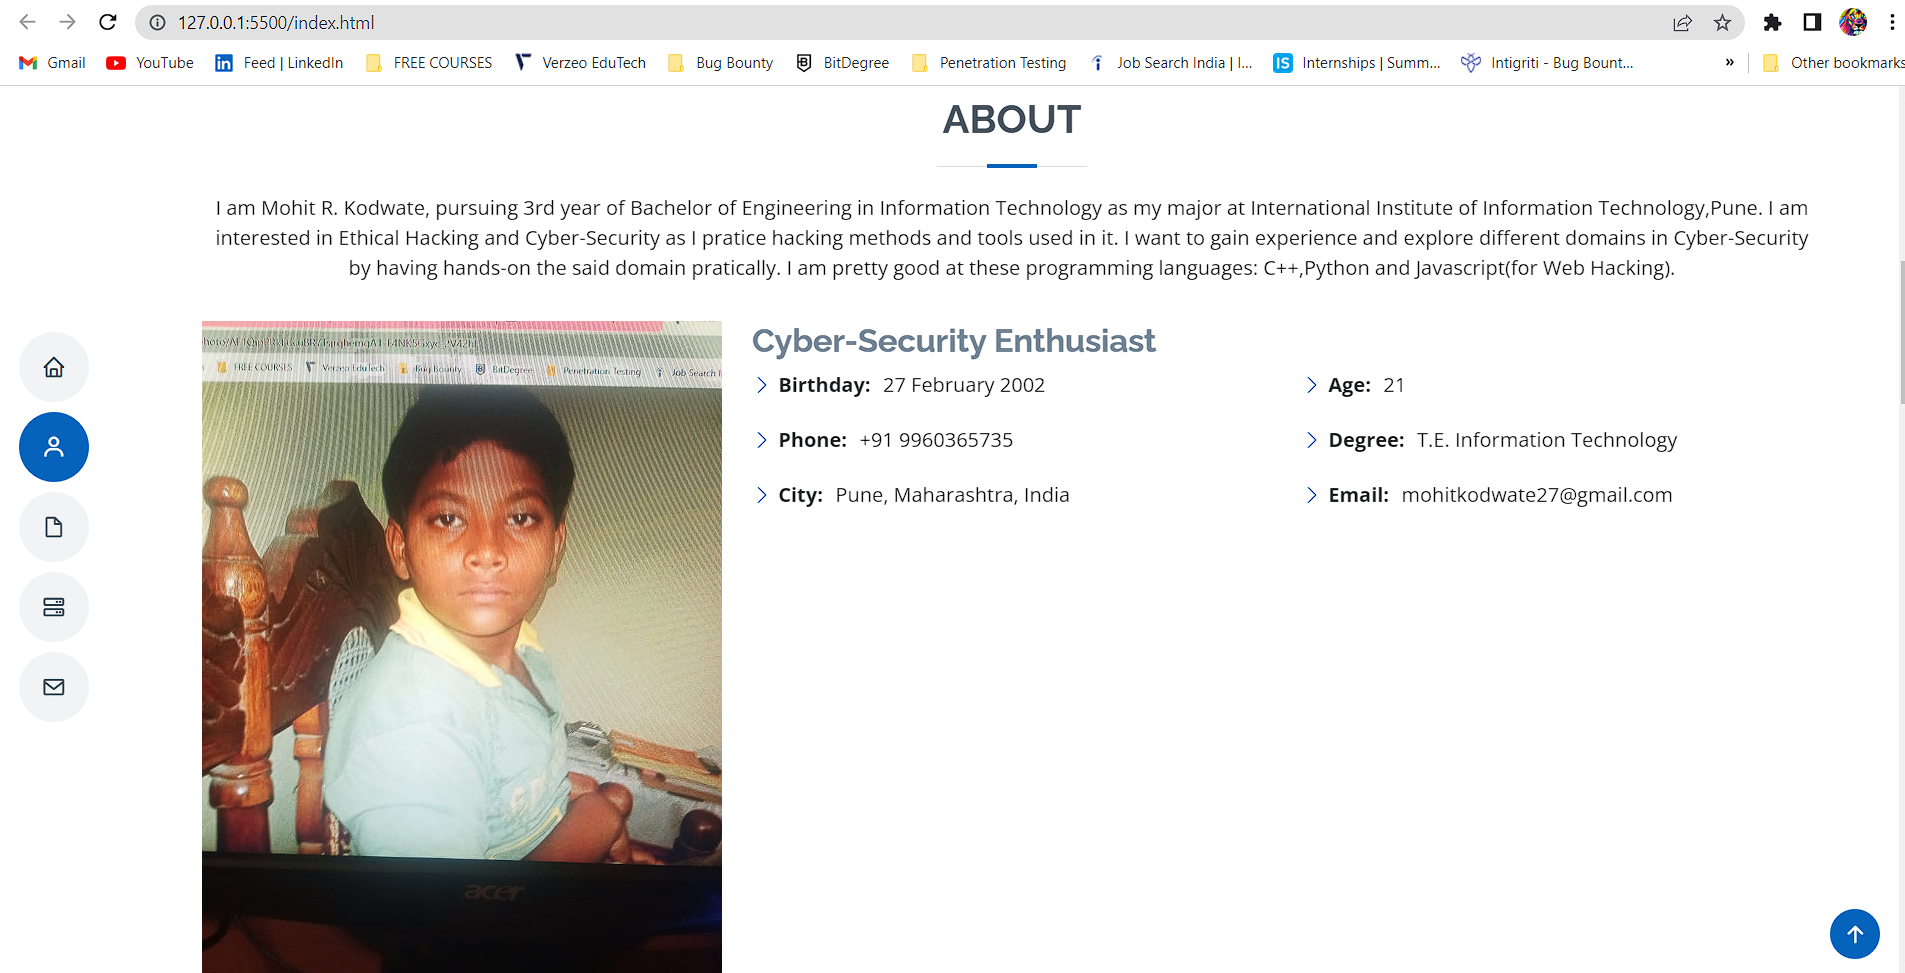 127.0.0.1:5500/index.html
Gmail YouTube Feed | LinkedIn FREE COURSES Verzeo EduTech Bug Bounty BitDegree Penetration Testing Job Search India | I... Internships | Summ... Intigriti - Bug Bount... » Other bookmarks
ABOUT
I am Mohit R. Kodwate, pursuing 3rd year of Bachelor of Engineering in Information Technology as my major at International Institute of Information Technology,Pune. I am
interested in Ethical Hacking and Cyber-Security as I pratice hacking methods and tools used in it. I want to gain experience and explore different domains in Cyber-Security
by having hands-on the said domain pratically. I am pretty good at these programming languages: C++,Python and Javascript(for Web Hacking).
FREE COURSES Verzeo EduTech Bug Bounty BitDegree Penetration Testing Job Search
acer
Cyber-Security Enthusiast
Birthday: 27 February 2002 Age: 21
Phone: +91 9960365735 Degree: T.E. Information Technology
City: Pune, Maharashtra, India Email: mohitkodwate27@gmail.com